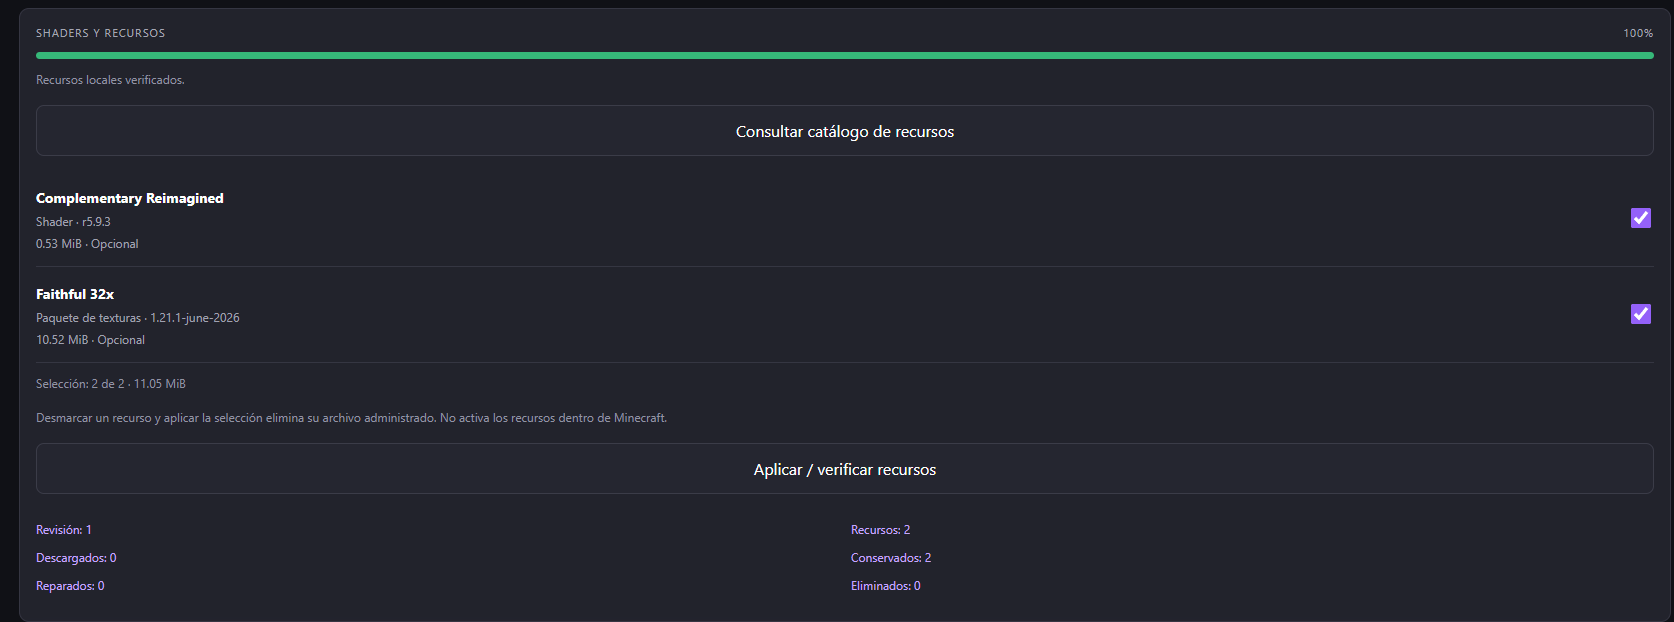 SHADERS Y RECURSOS
100%
Recursos locales verificados.
Consultar catálogo de recursos
Complementary Reimagined
Shader · r5.9.3
0.53 MiB · Opcional
Faithful 32x
Paquete de texturas · 1.21.1-june-2026
10.52 MiB · Opcional
Selección: 2 de 2 · 11.05 MiB
Desmarcar un recurso y aplicar la selección elimina su archivo administrado. No activa los recursos dentro de Minecraft.
Aplicar / verificar recursos
Revisión: 1
Recursos: 2
Descargados: 0
Conservados: 2
Reparados: 0
Eliminados: 0